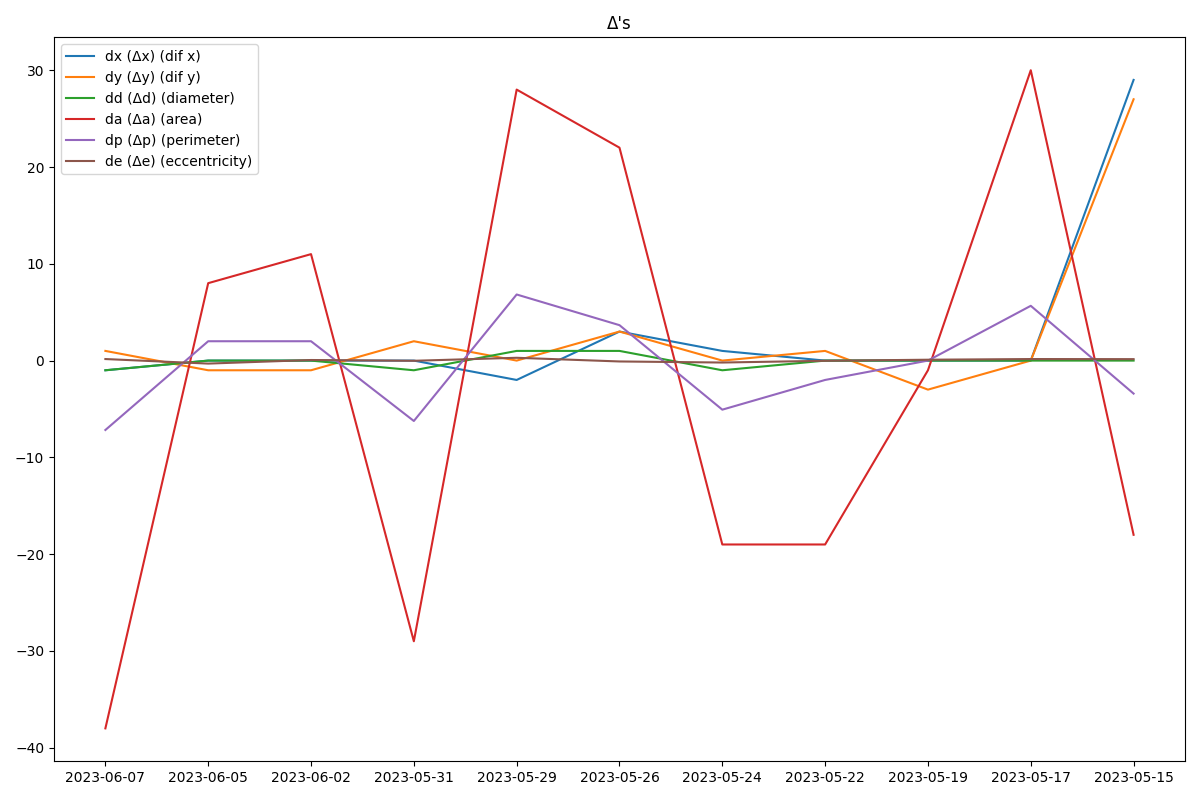 Δ's
dx (Δx) (dif x)
dy (Δy) (dif y)
dd (Δd) (diameter)
da (Δa) (area)
dp (Δp) (perimeter)
de (Δe) (eccentricity)
30
20
10
0
−10
−20
−30
−40
2023-06-07 2023-06-05 2023-06-02 2023-05-31 2023-05-29 2023-05-26 2023-05-24 2023-05-22 2023-05-19 2023-05-17 2023-05-15